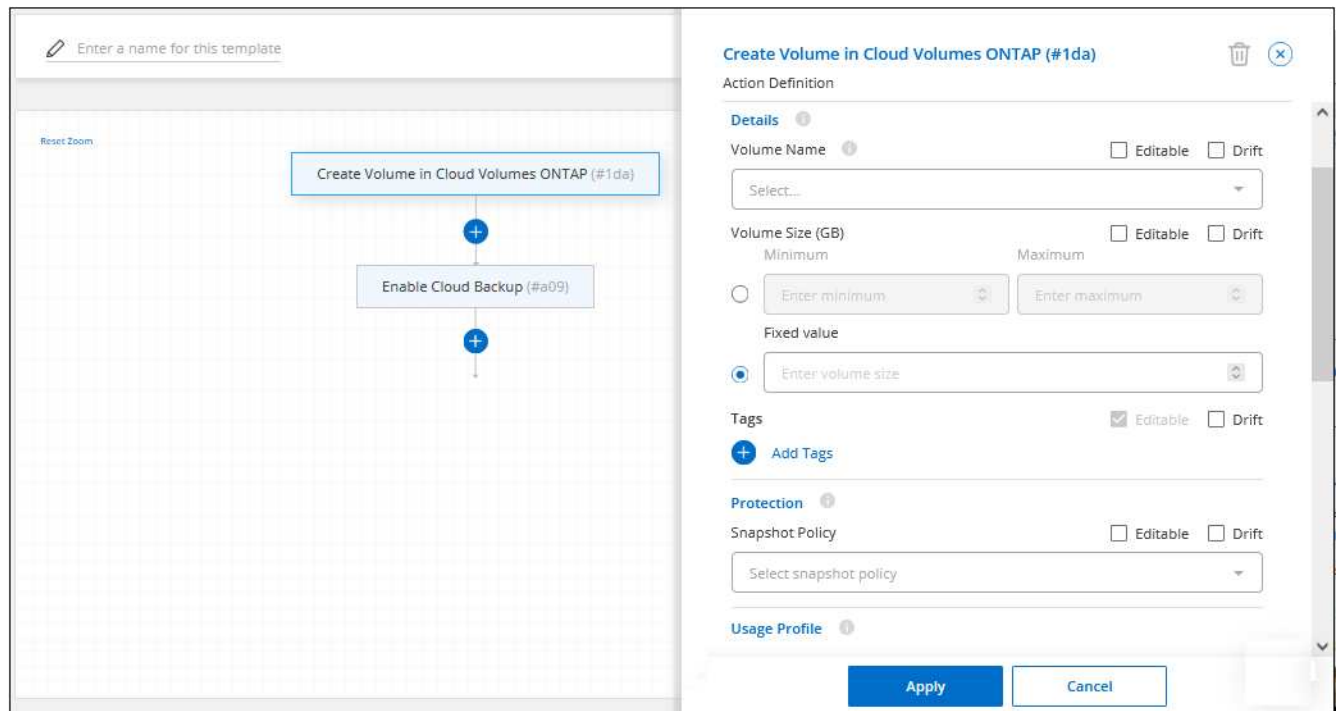 Enter a name for this template
Reset Zoom
Create Volume in Cloud Volumes ONTAP (#1da)
Enable Cloud Backup (#a09)
Create Volume in Cloud Volumes ONTAP (#1da)
Action Definition
Details
Volume Name Editable Drift
Select...
Volume Size (GB) Editable Drift
Minimum Maximum
Enter minimum Enter maximum
Fixed value
Enter volume size
Tags Editable Drift
Add Tags
Protection
Snapshot Policy Editable Drift
Select snapshot policy
Usage Profile
Apply Cancel